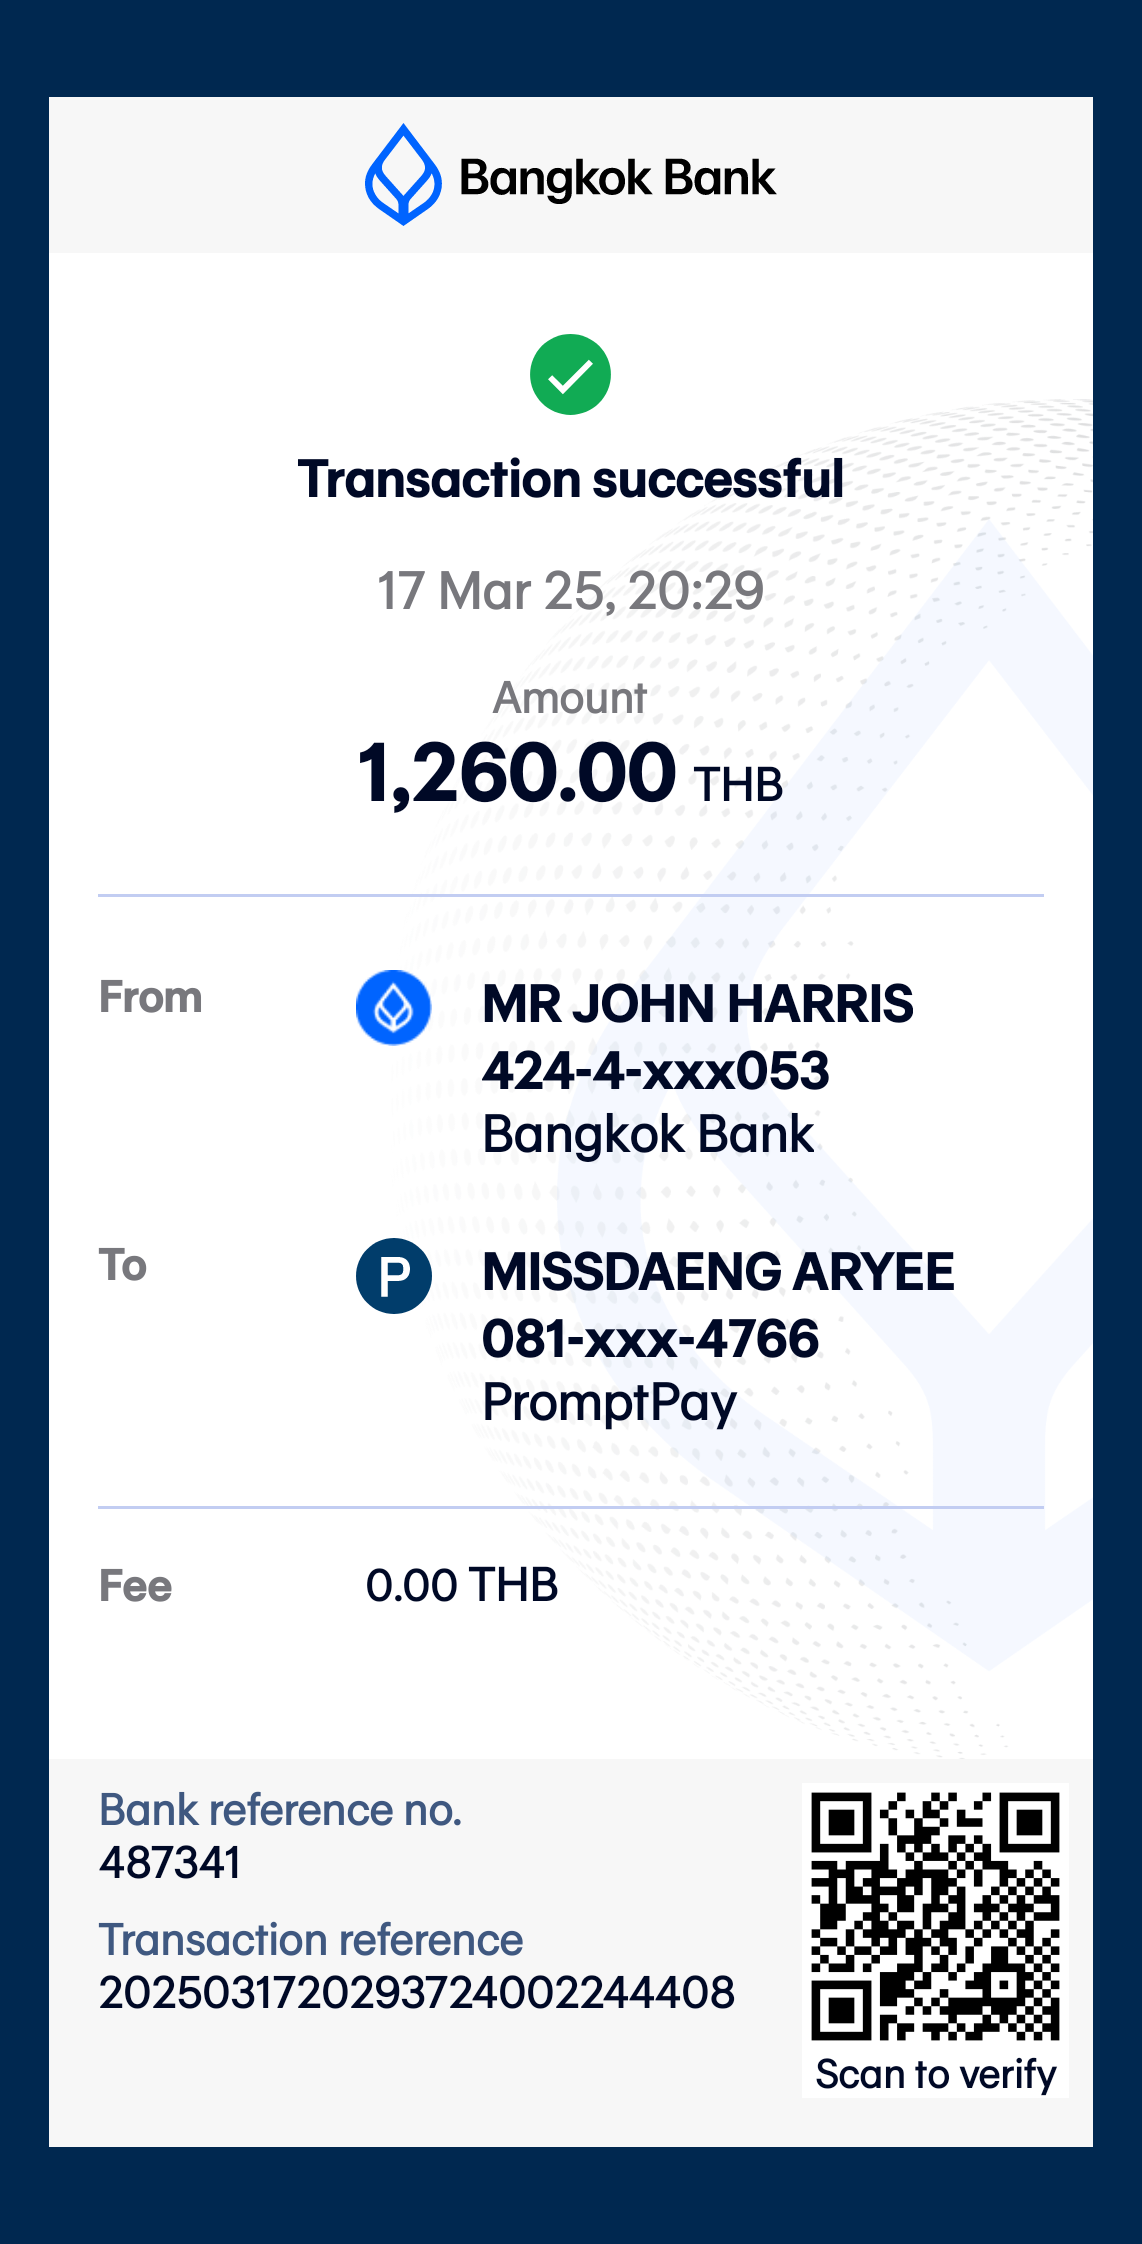 Bangkok Bank
Transaction successful
17 Mar 25, 20:29
Amount
1,260.00 THB
From
MR JOHN HARRIS
424-4-xxx053
Bangkok Bank
To
P
MISSDAENG ARYEE
081-xxx-4766
PromptPay
Fee 0.00 THB
Bank reference no.
487341
Transaction reference
2025031720293724002244408
Scan to verify